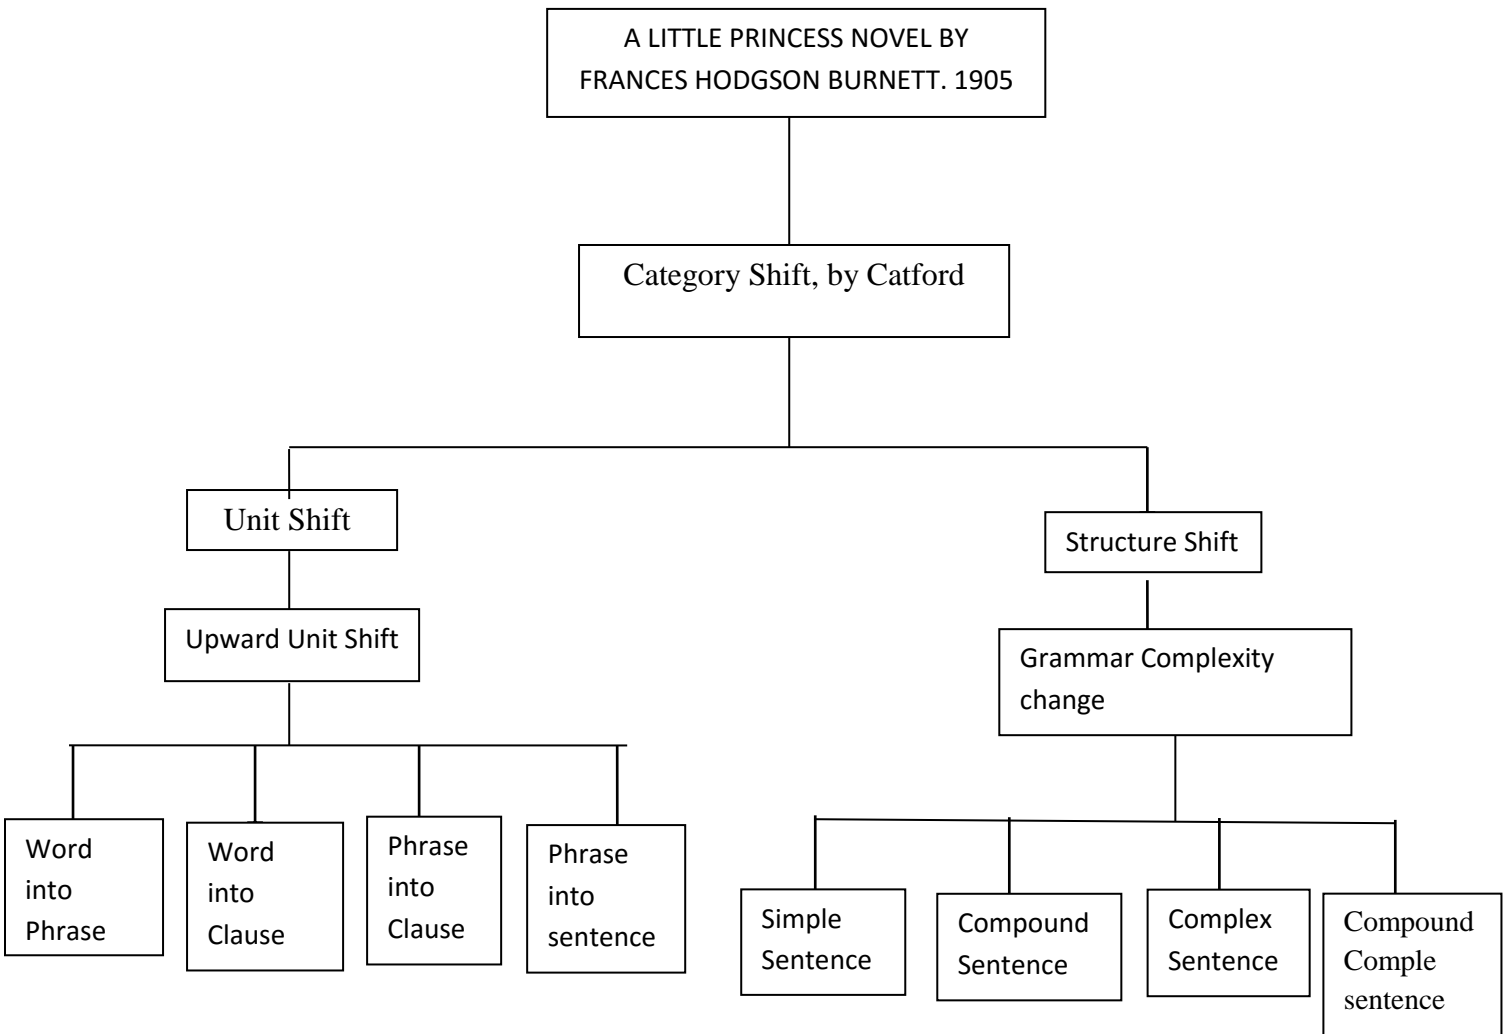 A LITTLE PRINCESS NOVEL BY
FRANCES HODGSON BURNETT. 1905
Category Shift, by Catford
Unit Shift
Structure Shift
Upward Unit Shift
Grammar Complexity
change
Word
into
Phrase
Word
into
Clause
Phrase
into
Clause
Phrase
into
sentence
Simple
Sentence
Compound
Sentence
Complex
Sentence
Compound
Comple
sentence